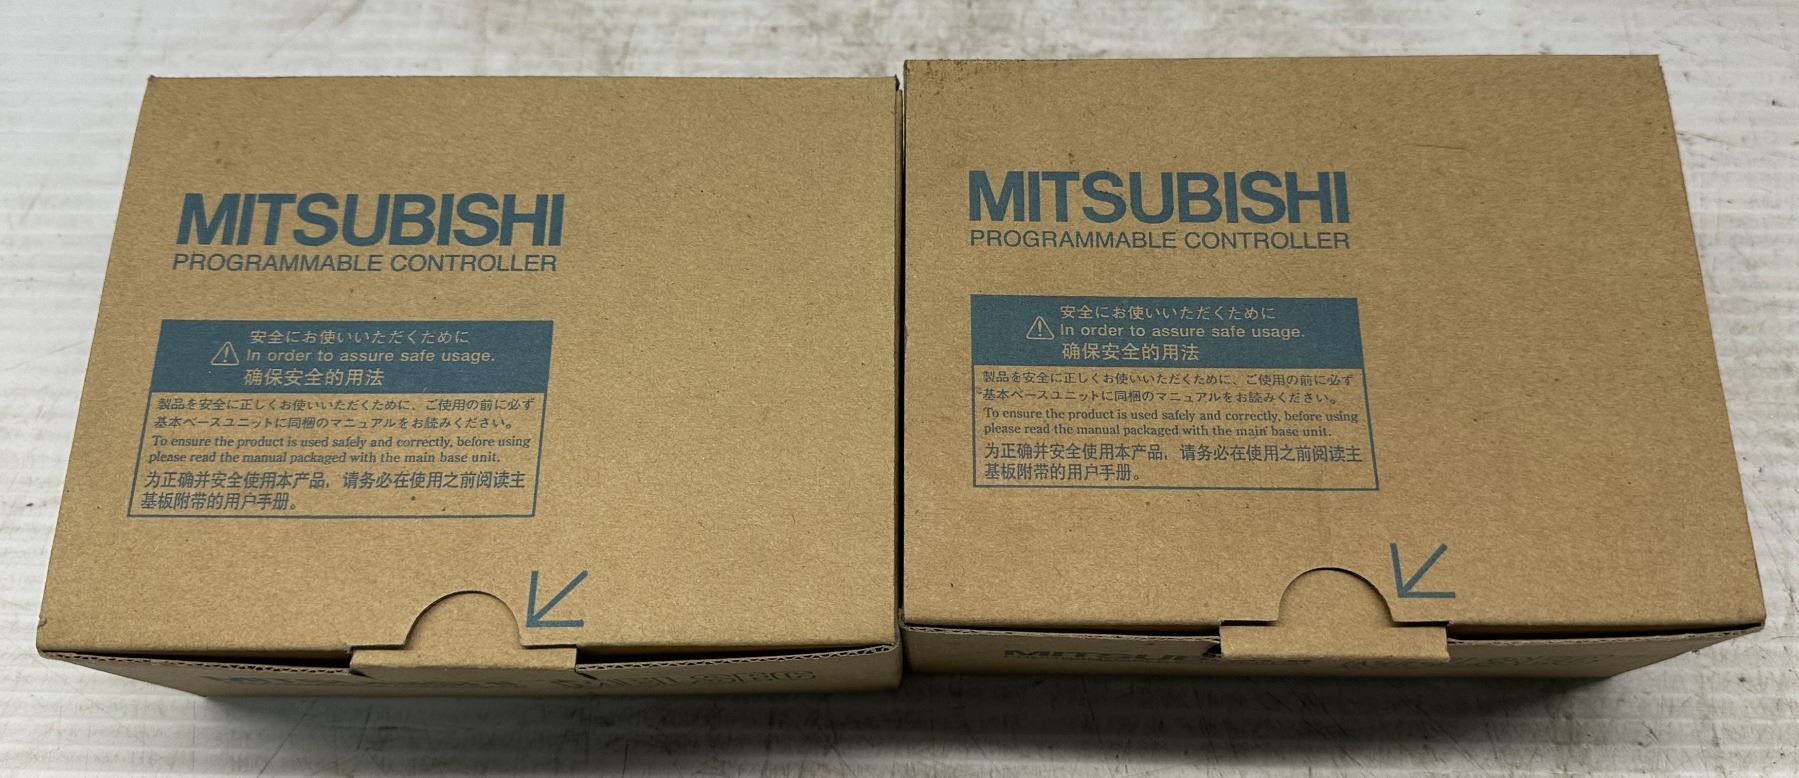 MITSUBISHI
PROGRAMMABLE CONTROLLER
安全にお使いいただくために
In order to assure safe usage.
确保安全的用法
製品を安全に正しくお使いいただくために、ご使用の前に必ず
基本ベースユニットに同梱のマニュアルをお読みください。
To ensure the product is used safely and correctly, before using
please read the manual packaged with the main base unit.
为正确并安全使用本产品，请务必在使用之前阅读主
基板附带的用户手册。
MELSEC
MITSUBISHI
PROGRAMMABLE CONTROLLER
安全にお使いいただくために
In order to assure safe usage.
确保安全的用法
製品を安全に正しくお使いいただくために、ご使用の前に必ず
基本ベースユニットに同梱のマニュアルをお読みください。
To ensure the product is used safely and correctly, before using
please read the manual packaged with the main base unit.
为正确并安全使用本产品，请务必在使用之前阅读主
基板附带的用户手册。
MITSUBISHI